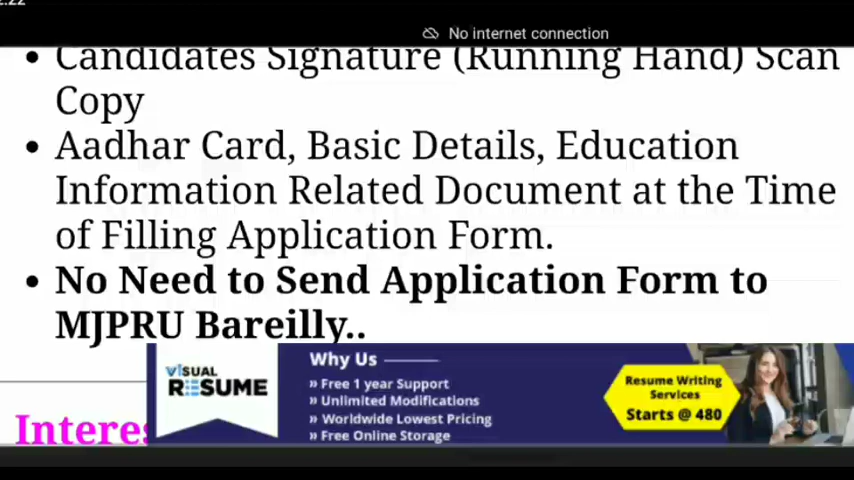 :22
No internet connection
• Candidates Signature (Running Hand) Scan
Copy
• Aadhar Card, Basic Details, Education
Information Related Document at the Time
of Filling Application Form.
• No Need to Send Application Form to
MJPRU Bareilly..
VISUAL
RESUME
Why Us
» Free 1 year Support
» Unlimited Modifications
» Worldwide Lowest Pricing
» Free Online Storage
Resume Writing
Services
Starts @ 480